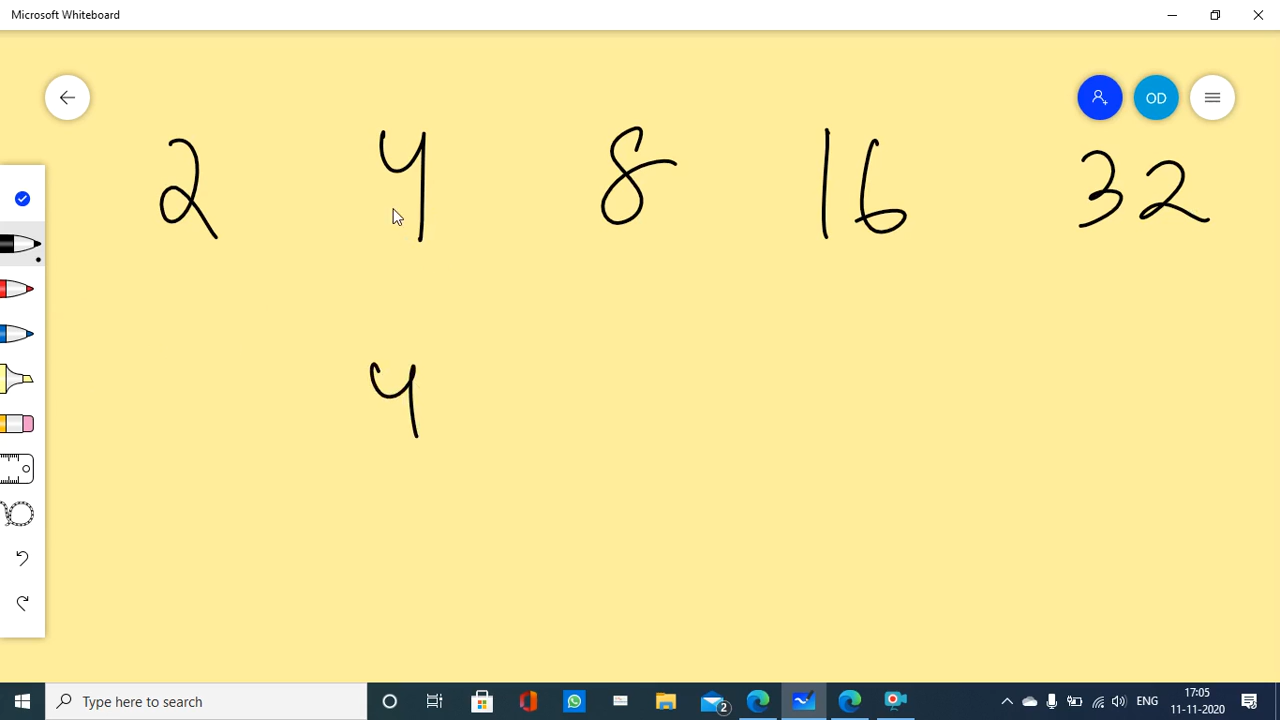 Microsoft Whiteboard
OD
2 4 8 16 32
4
Type here to search
2
ENG
17:05
11-11-2020